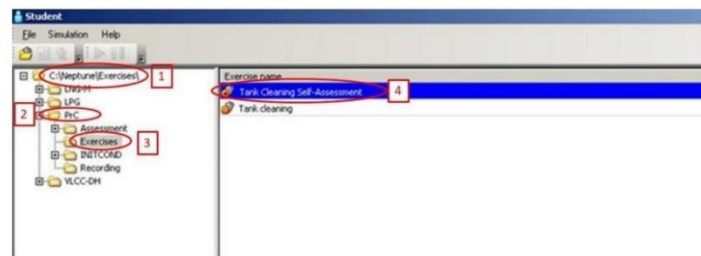 Student
File Simulation Help
C:\Neptune\Exercises\ 1
LNG-M
LPG
2 PrC
Assessment
Exercises 3
INITCOND
Recording
VLCC-DH
Exercise name
Tank Cleaning Self-Assessment 4
Tank cleaning